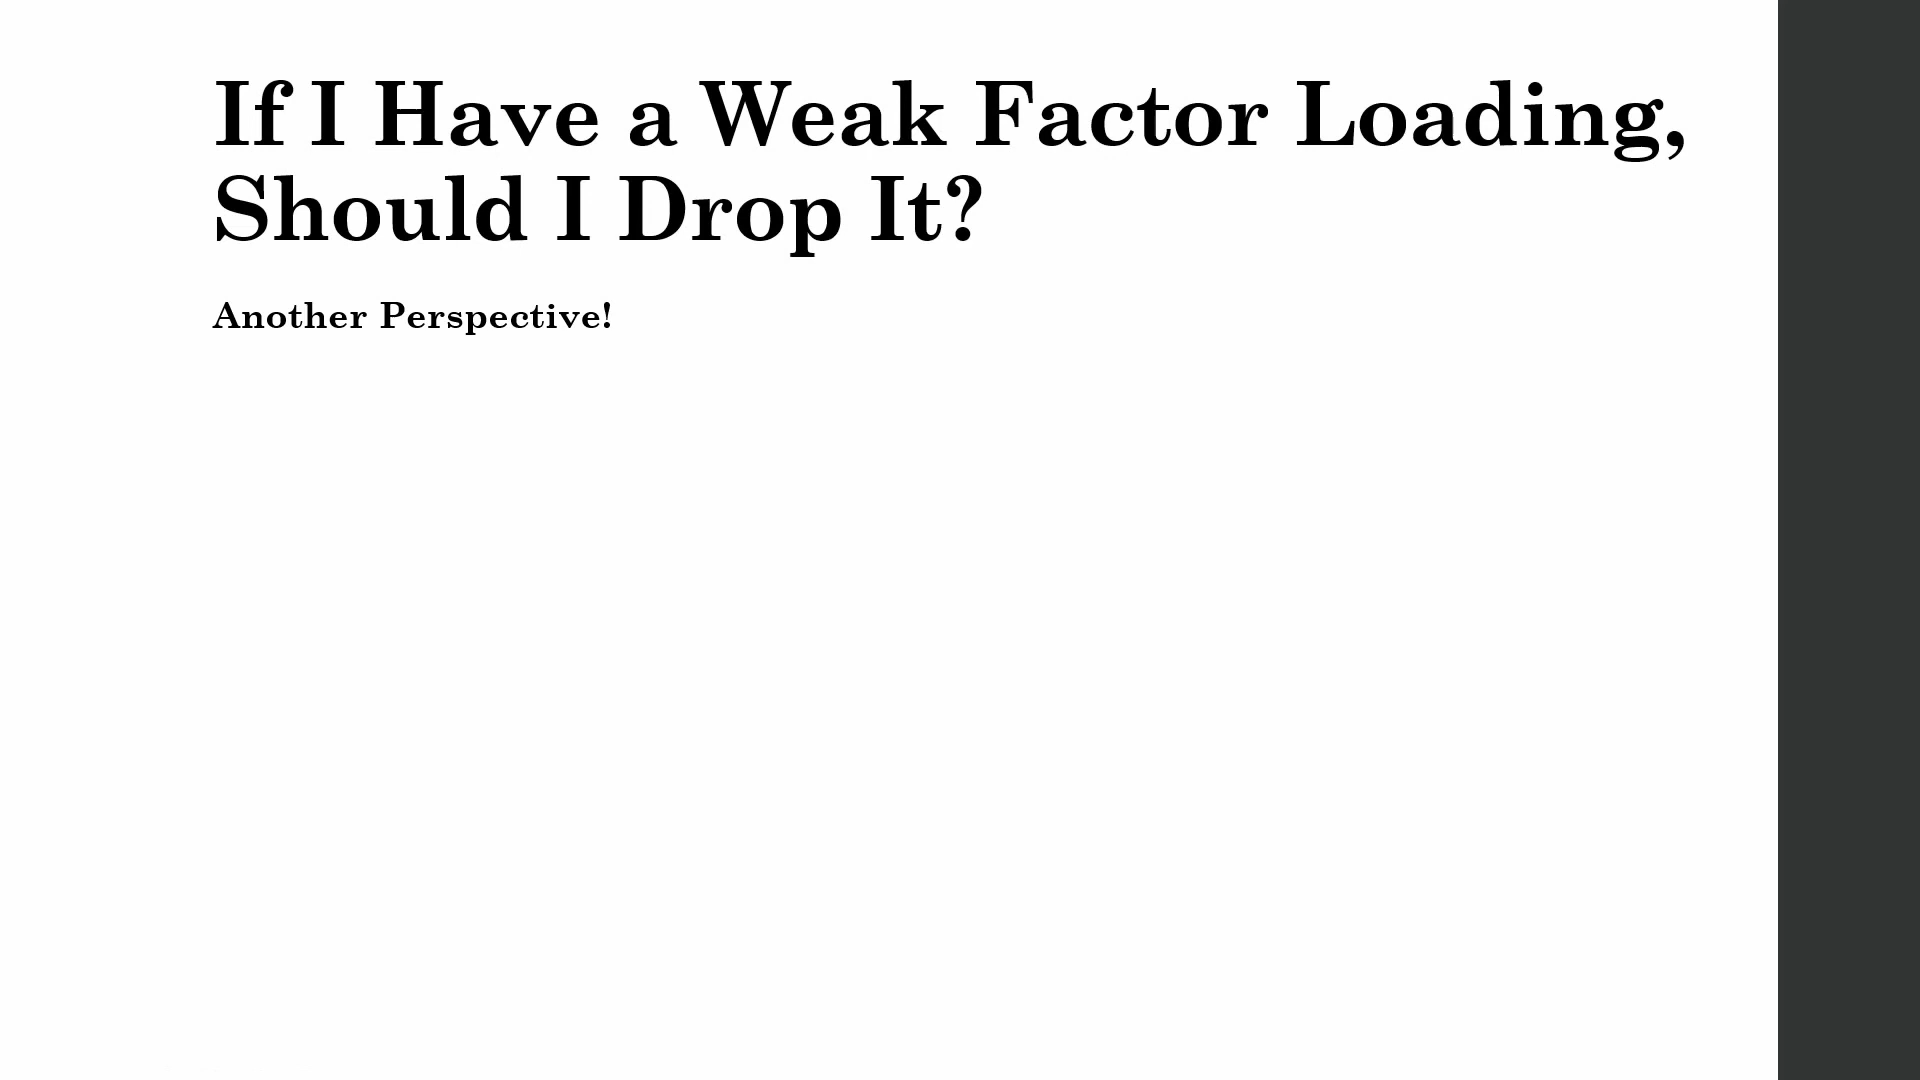 If I Have a Weak Factor Loading,
Should I Drop It?
Another Perspective!